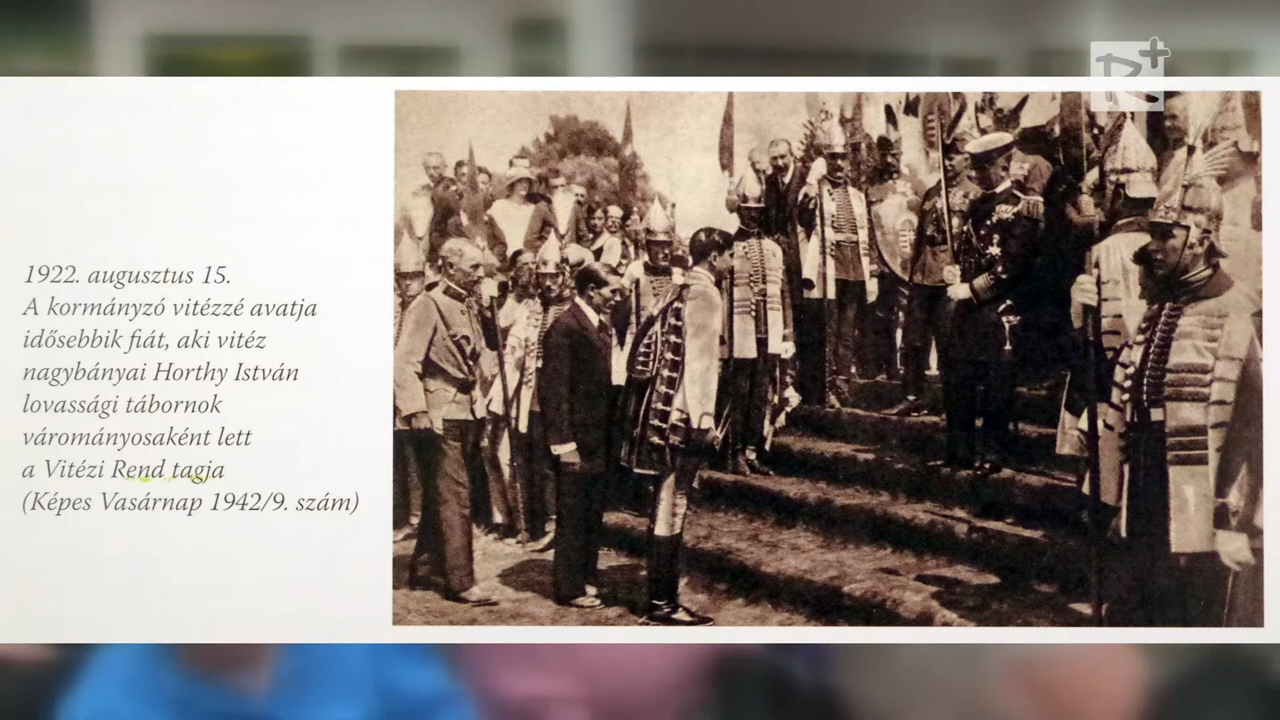 R+
1922. augusztus 15.
A kormányzó vitézzé avatja
idősebbik fiát, aki vitéz
nagybányai Horthy István
lovassági tábornok
várományosaként lett
a Vitézi Rend tagja
(Képes Vasárnap 1942/9. szám)